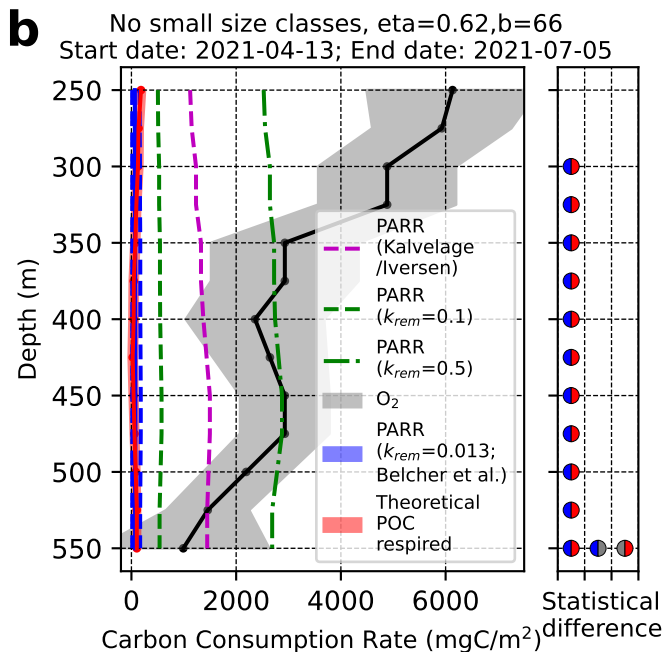 b
No small size classes, eta=0.62,b=66
Start date: 2021-04-13; End date: 2021-07-05
250
300
350
400
450
500
550
Depth (m)
PARR
(Kalvelage
/Iversen)
PARR
(k_rem=0.1)
PARR
(k_rem=0.5)
O₂
PARR
(k_rem=0.013;
Belcher et al.)
Theoretical
POC
respired
0 2000 4000 6000
Carbon Consumption Rate (mgC/m²)
Statistical
difference